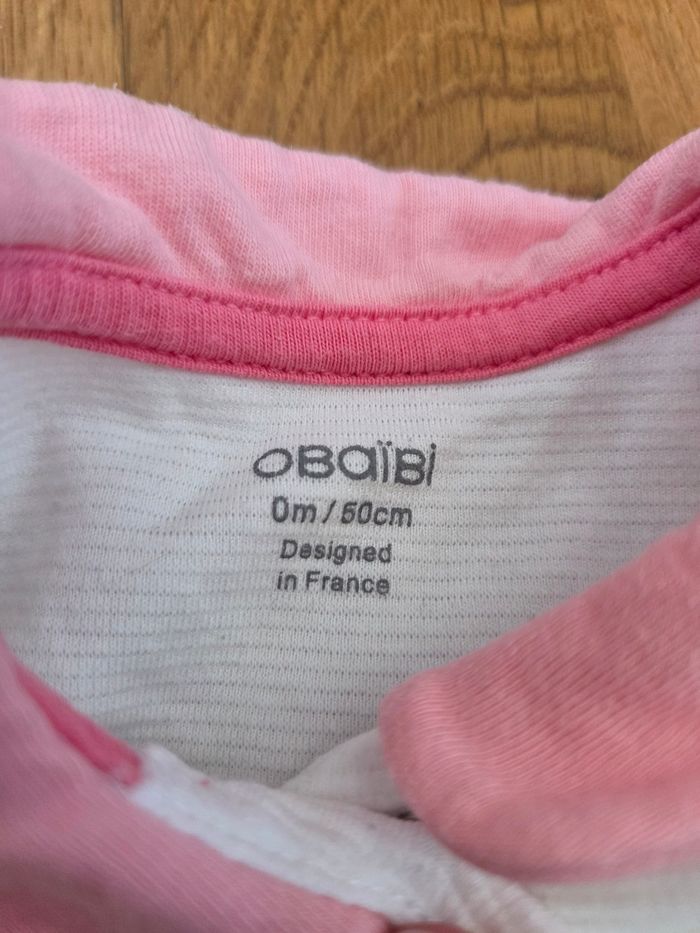 OBaïBi
0m / 50cm
Designed
in France